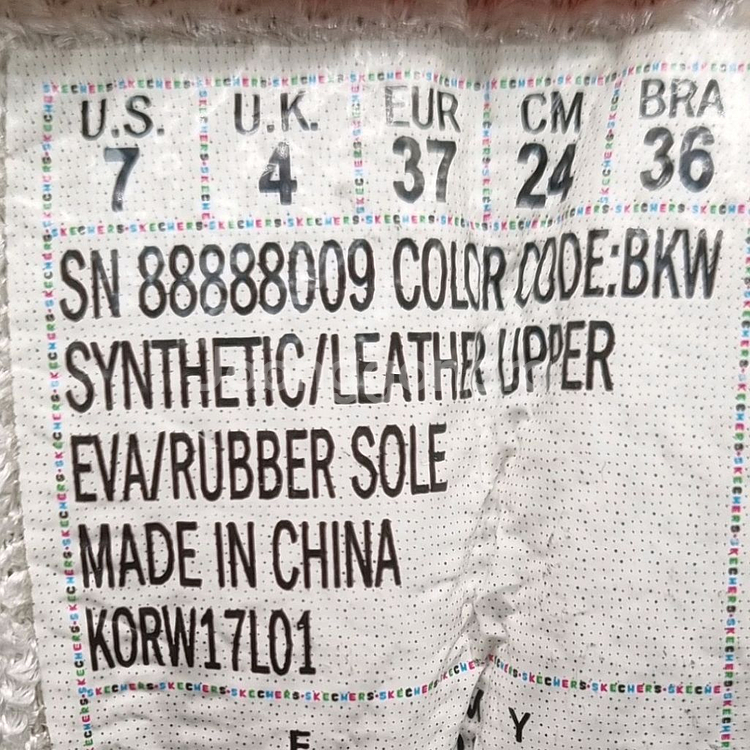 U.S. U.K. EUR CM BRA
7 4 37 24 36
SN 88888009 COLOR CODE:BKW
SYNTHETIC/LEATHER UPPER
EVA/RUBBER SOLE
MADE IN CHINA
KORW17L01